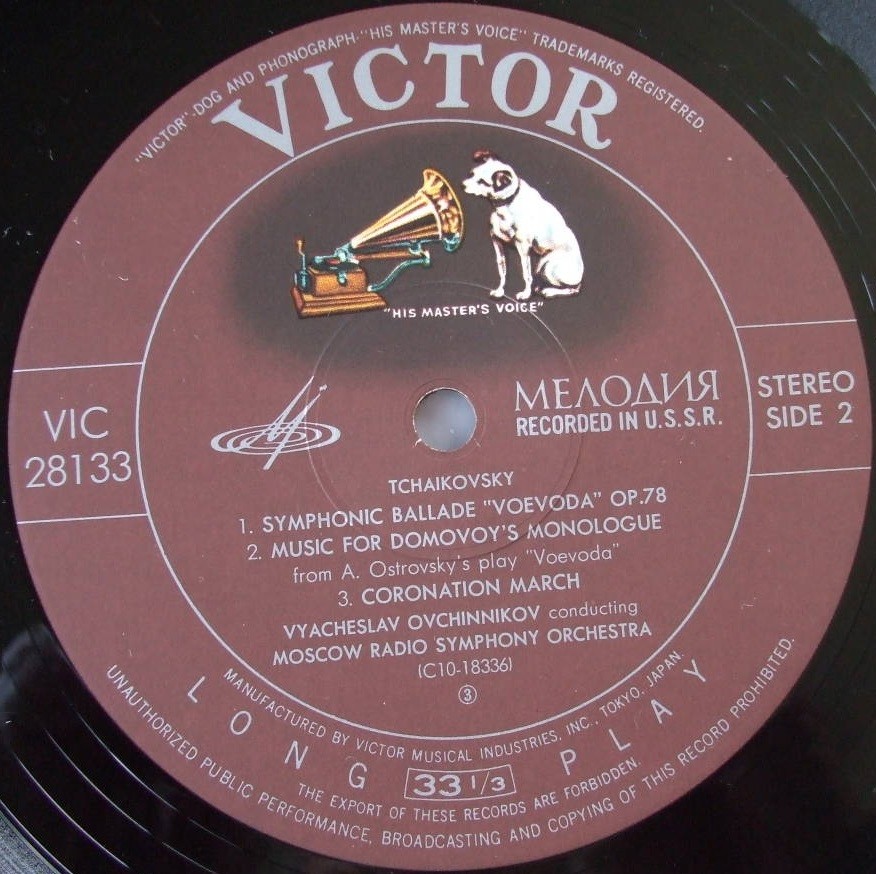 "VICTOR"-DOG AND PHONOGRAPH-"HIS MASTER'S VOICE" TRADEMARKS REGISTERED.
VICTOR
"HIS MASTER'S VOICE"
VIC
28133
МЕЛОДИЯ
RECORDED IN U.S.S.R.
STEREO
SIDE 2
TCHAIKOVSKY
1. SYMPHONIC BALLADE "VOEVODA" OP.78
2. MUSIC FOR DOMOVOY'S MONOLOGUE
from A. Ostrovsky's play "Voevoda"
3. CORONATION MARCH
VYACHESLAV OVCHINNIKOV conducting
MOSCOW RADIO SYMPHONY ORCHESTRA
(C10-18336)
③
MANUFACTURED BY VICTOR MUSICAL INDUSTRIES, INC., TOKYO, JAPAN.
LONG 33 1/3 PLAY
THE EXPORT OF THESE RECORDS ARE FORBIDDEN.
UNAUTHORIZED PUBLIC PERFORMANCE, BROADCASTING AND COPYING OF THIS RECORD PROHIBITED.